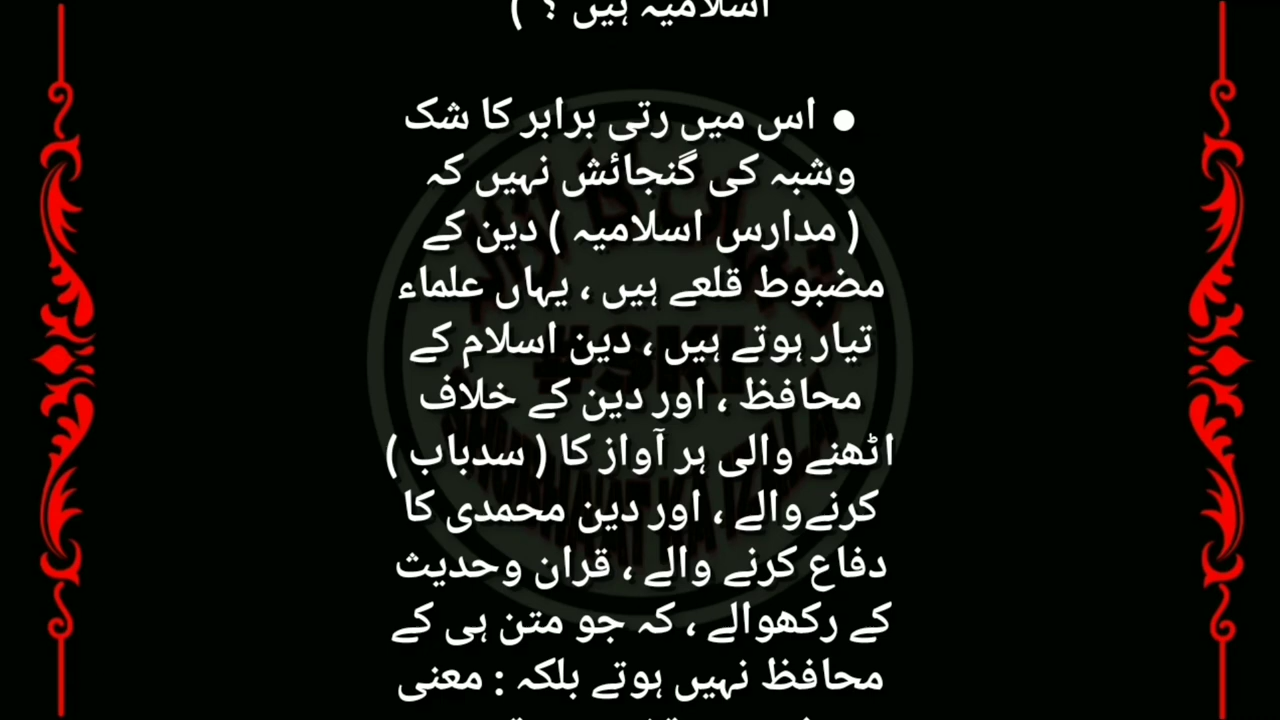 اسلامیہ ہیں ؟ )
● اس میں رتی برابر کا شک
وشبہ کی گنجائش نہیں کہ
( مدارس اسلامیہ ) دین کے
مضبوط قلعے ہیں ، یہاں علماء
تیار ہوتے ہیں ، دین اسلام کے
محافظ ، اور دین کے خلاف
اٹھنے والی ہر آواز کا ( سدباب )
کرنےوالے ، اور دین محمدی کا
دفاع کرنے والے ، قران وحدیث
کے رکھوالے ، کہ جو متن ہی کے
محافظ نہیں ہوتے بلکہ : معنی